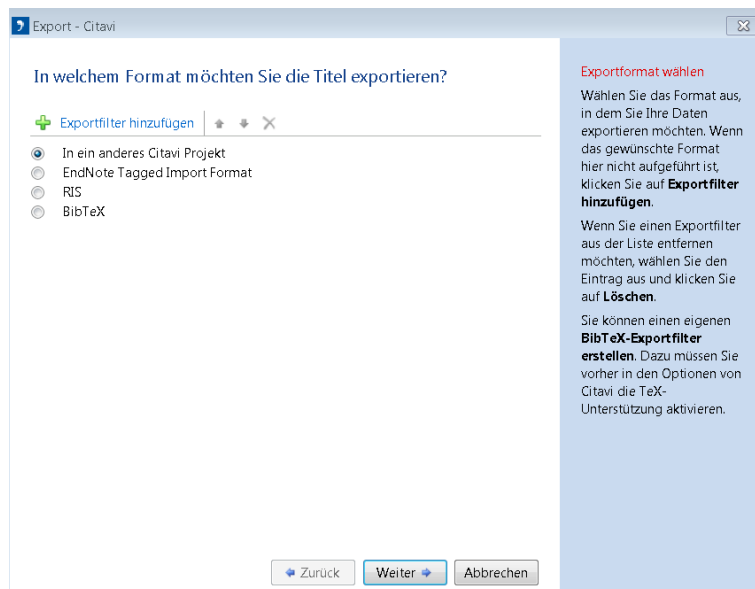 Export - Citavi
In welchem Format möchten Sie die Titel exportieren?
Exportfilter hinzufügen
In ein anderes Citavi Projekt
EndNote Tagged Import Format
RIS
BibTeX
Zurück
Weiter
Abbrechen
Exportformat wählen
Wählen Sie das Format aus,
in dem Sie Ihre Daten
exportieren möchten. Wenn
das gewünschte Format
hier nicht aufgeführt ist,
klicken Sie auf Exportfilter
hinzufügen.
Wenn Sie einen Exportfilter
aus der Liste entfernen
möchten, wählen Sie den
Eintrag aus und klicken Sie
auf Löschen.
Sie können einen eigenen
BibTeX-Exportfilter
erstellen. Dazu müssen Sie
vorher in den Optionen von
Citavi die TeX-
Unterstützung aktivieren.